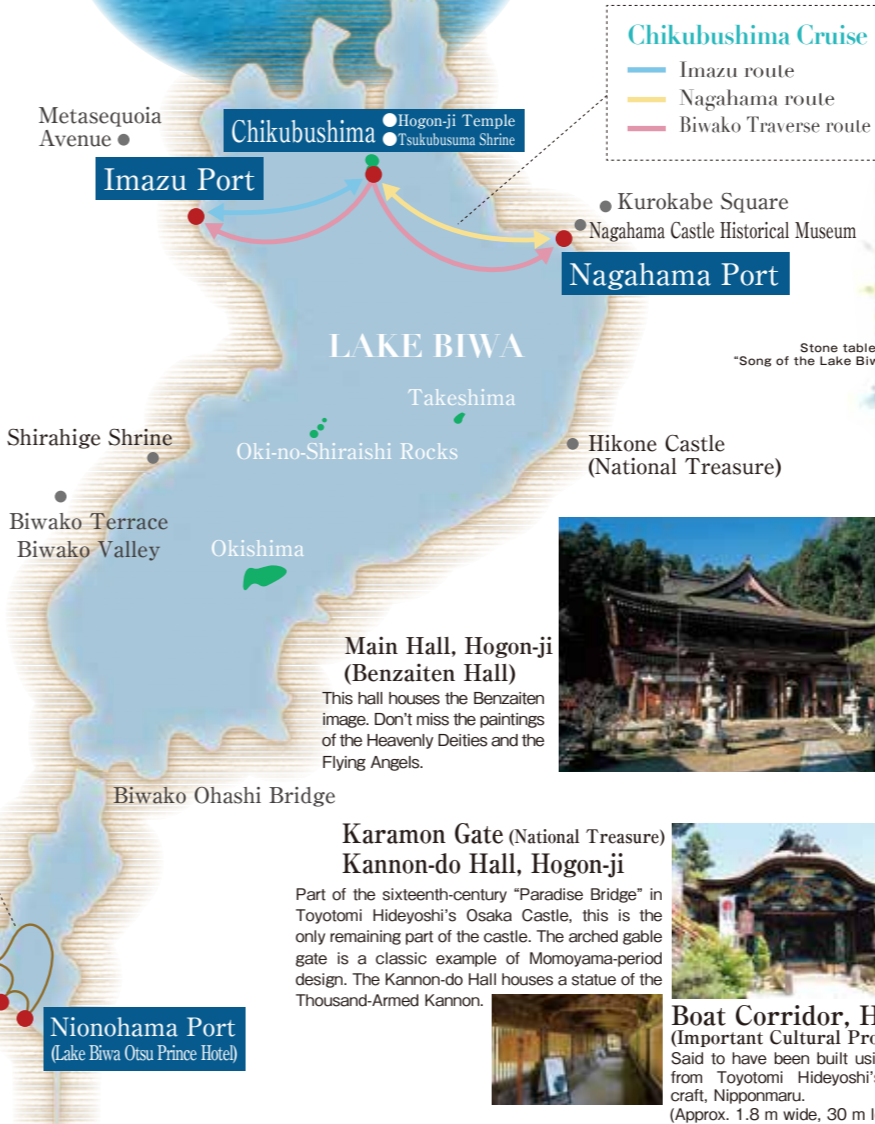 Chikubushima Cruise
Imazu route
Nagahama route
Biwako Traverse route
Metasequoia
Avenue
Chikubushima
Hogon-ji Temple
Tsukubusuma Shrine
Imazu Port
Kurokabe Square
Nagahama Castle Historical Museum
Nagahama Port
LAKE BIWA
Stone table
"Song of the Lake Biw
Takeshima
Shirahige Shrine
Oki-no-Shiraishi Rocks
Hikone Castle
(National Treasure)
Biwako Terrace
Biwako Valley
Okishima
Main Hall, Hogon-ji
(Benzaiten Hall)
This hall houses the Benzaiten
image. Don't miss the paintings
of the Heavenly Deities and the
Flying Angels.
Biwako Ohashi Bridge
Karamon Gate (National Treasure)
Kannon-do Hall, Hogon-ji
Part of the sixteenth-century "Paradise Bridge" in
Toyotomi Hideyoshi's Osaka Castle, this is the
only remaining part of the castle. The arched gable
gate is a classic example of Momoyama-period
design. The Kannon-do Hall houses a statue of the
Thousand-Armed Kannon.
Nionohama Port
(Lake Biwa Otsu Prince Hotel)
Boat Corridor, H
(Important Cultural Pro
Said to have been built usi
from Toyotomi Hideyoshi's
craft, Nipponmaru.
(Approx. 1.8 m wide, 30 m l